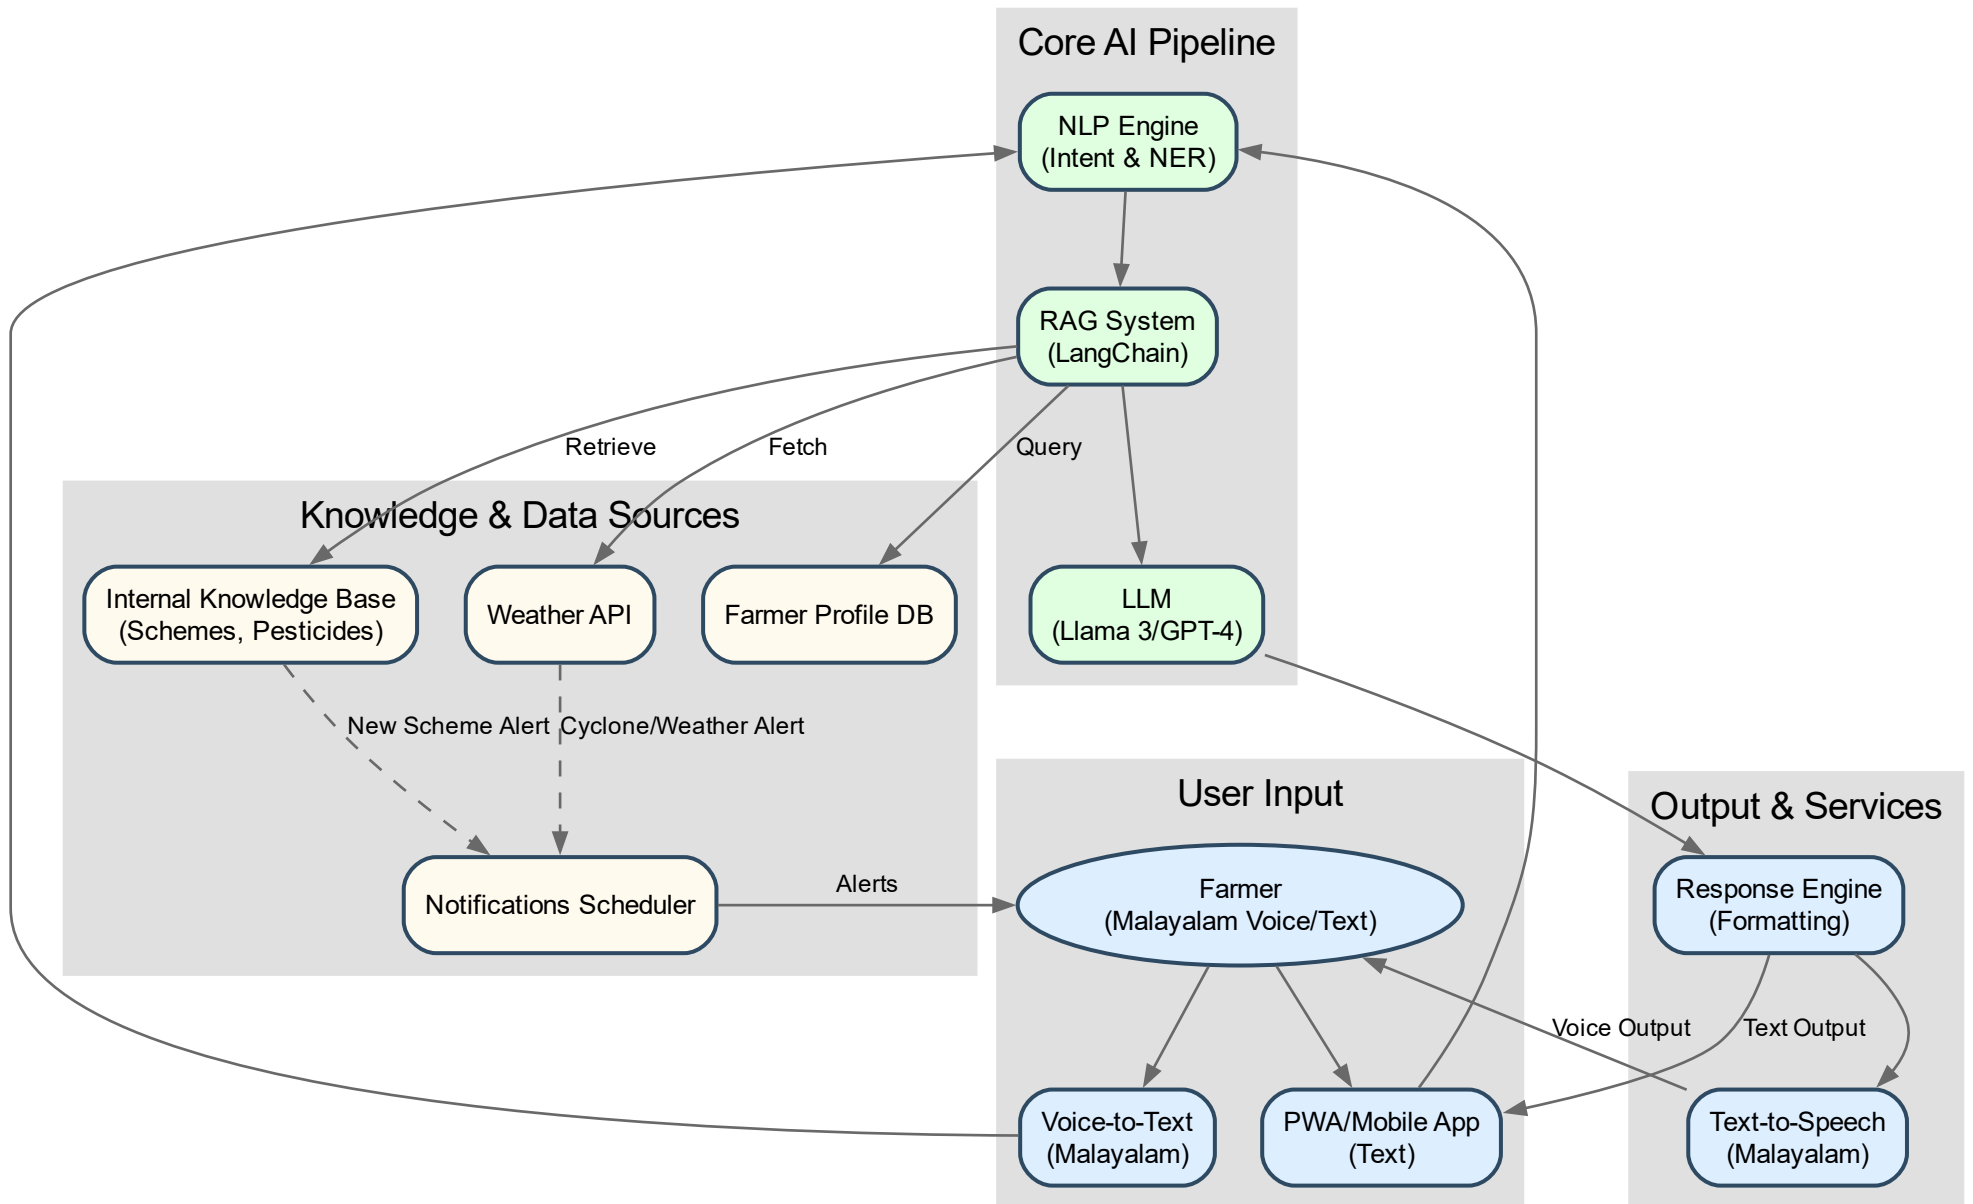 Core AI Pipeline
NLP Engine
(Intent & NER)
RAG System
(LangChain)
Retrieve
Fetch
Query
Knowledge & Data Sources
Internal Knowledge Base
(Schemes, Pesticides)
Weather API
Farmer Profile DB
LLM
(Llama 3/GPT-4)
New Scheme Alert
Cyclone/Weather Alert
User Input
Output & Services
Notifications Scheduler
Alerts
Farmer
(Malayalam Voice/Text)
Response Engine
(Formatting)
Voice Output
Text Output
Voice-to-Text
(Malayalam)
PWA/Mobile App
(Text)
Text-to-Speech
(Malayalam)